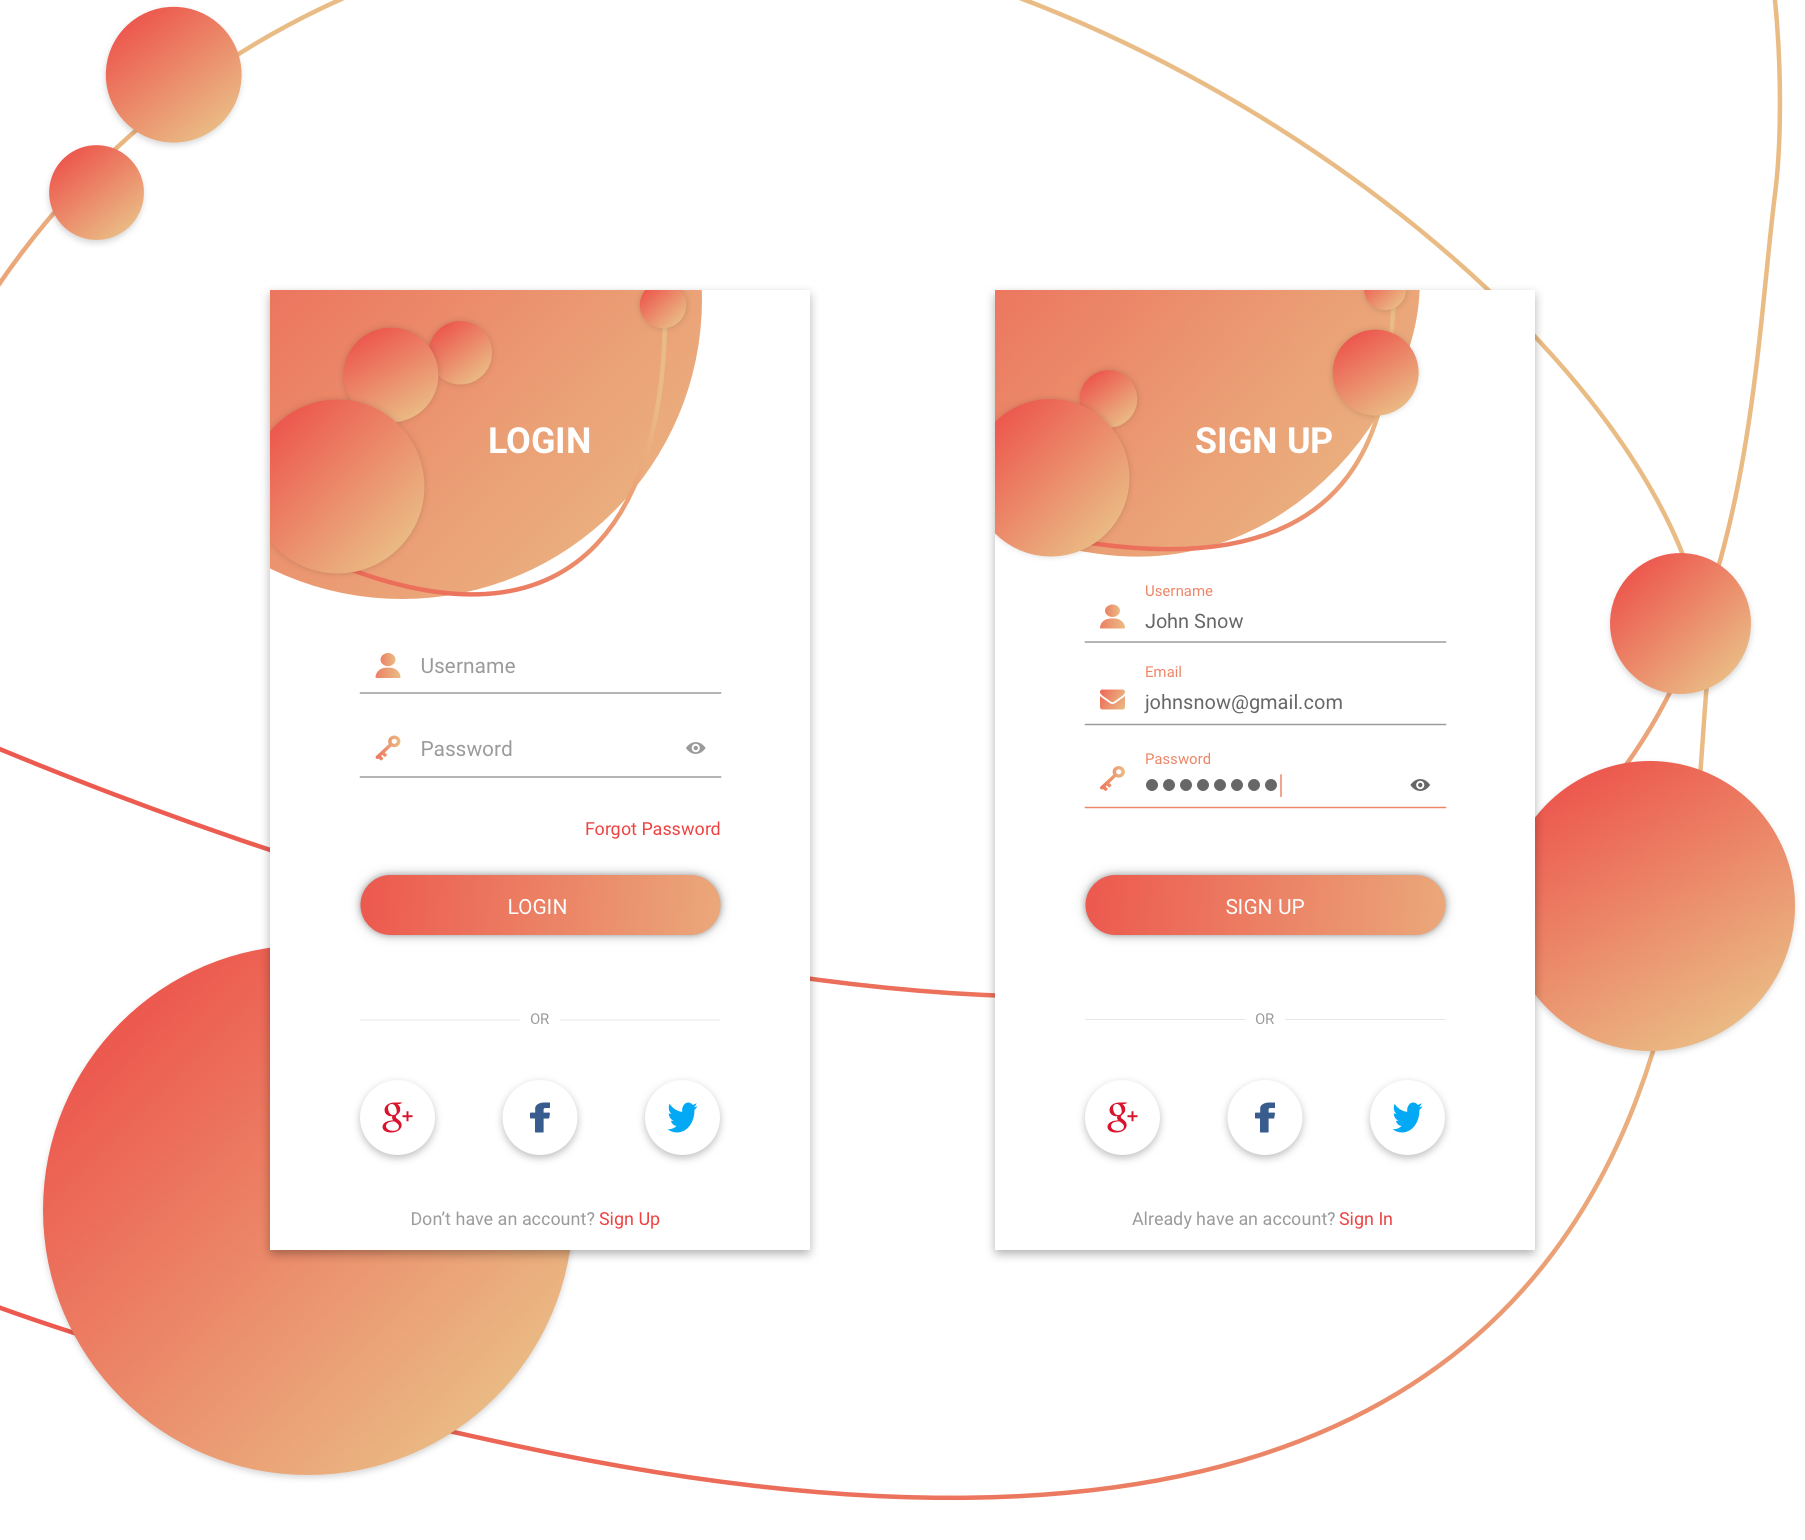 LOGIN
Username
Password
Forgot Password
LOGIN
OR
g+
f
Don’t have an account? Sign Up
SIGN UP
Username
John Snow
Email
johnsnow@gmail.com
Password
●●●●●●●●
SIGN UP
OR
g+
f
Already have an account? Sign In